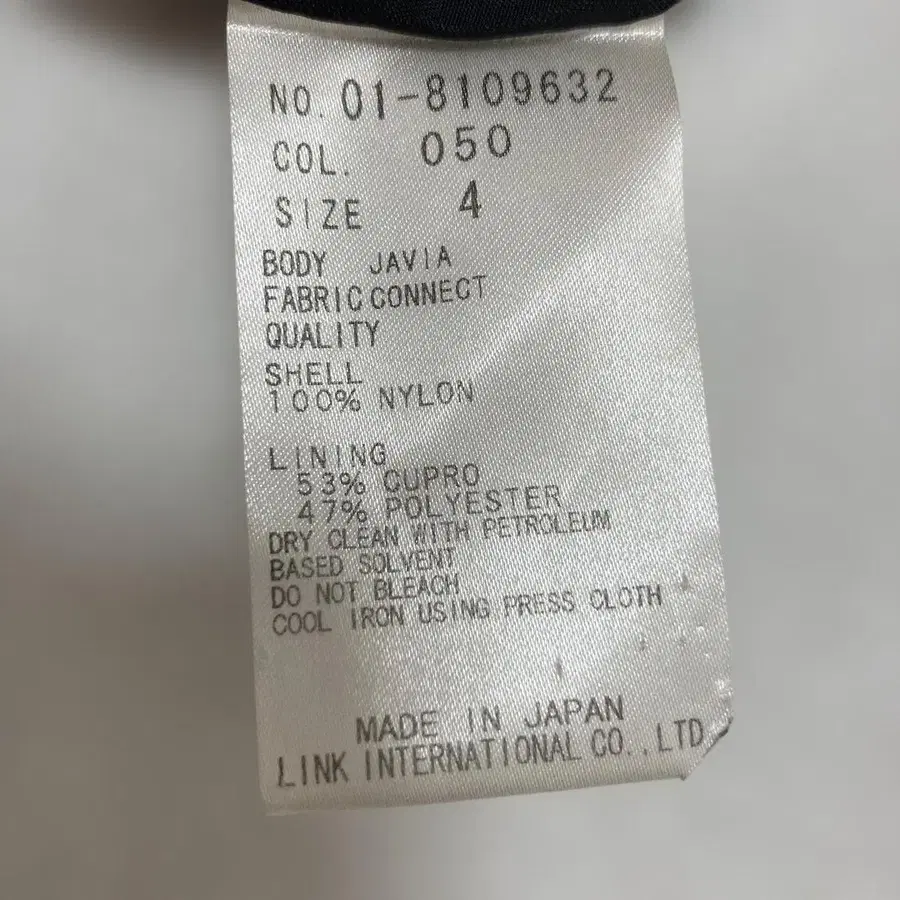 NO. 01-8109632
COL. 050
SIZE 4
BODY JAVIA
FABRIC CONNECT
QUALITY
SHELL
100% NYLON
LINING
53% CUPRO
47% POLYESTER
DRY CLEAN WITH PETROLEUM
BASED SOLVENT
DO NOT BLEACH
COOL IRON USING PRESS CLOTH
MADE IN JAPAN
LINK INTERNATIONAL CO.,LTD